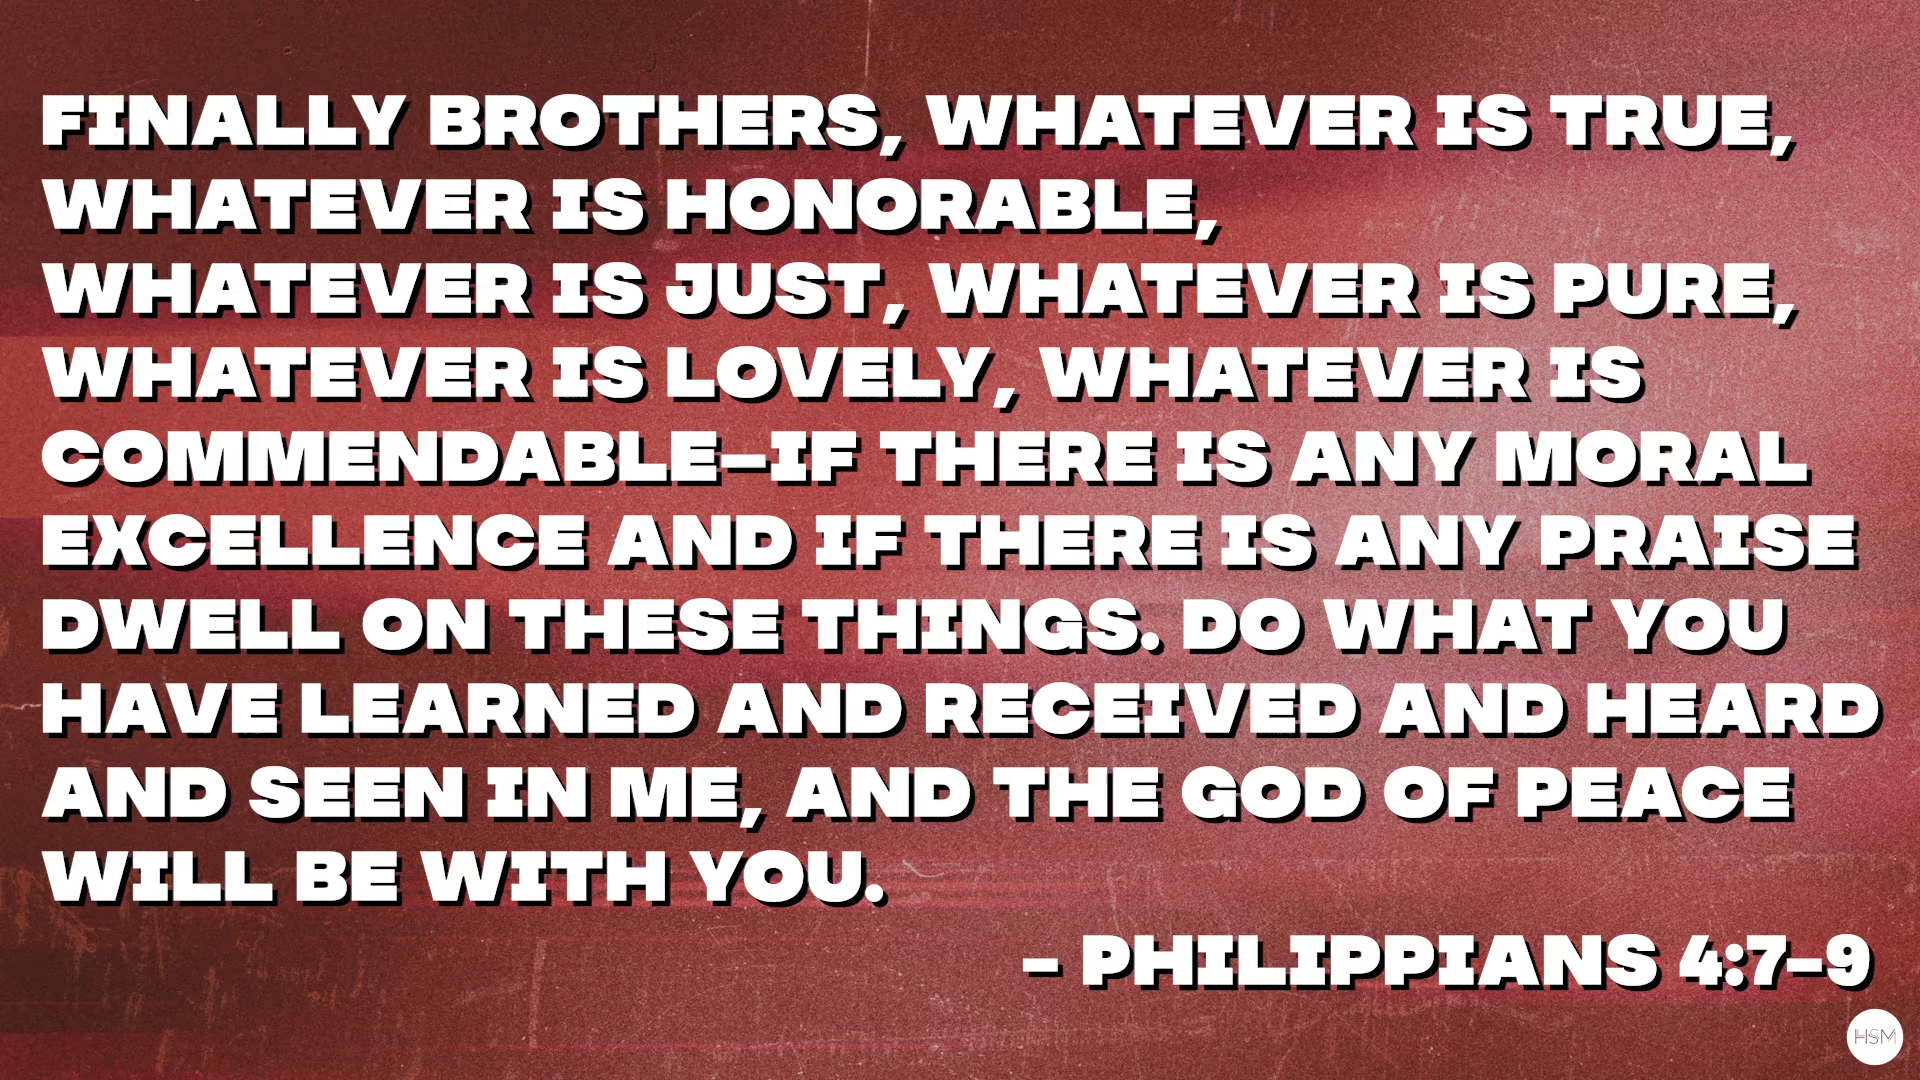 FINALLY BROTHERS, WHATEVER IS TRUE,
WHATEVER IS HONORABLE,
WHATEVER IS JUST, WHATEVER IS PURE,
WHATEVER IS LOVELY, WHATEVER IS
COMMENDABLE–IF THERE IS ANY MORAL
EXCELLENCE AND IF THERE IS ANY PRAISE
DWELL ON THESE THINGS. DO WHAT YOU
HAVE LEARNED AND RECEIVED AND HEARD
AND SEEN IN ME, AND THE GOD OF PEACE
WILL BE WITH YOU.
- PHILIPPIANS 4:7-9
HSM